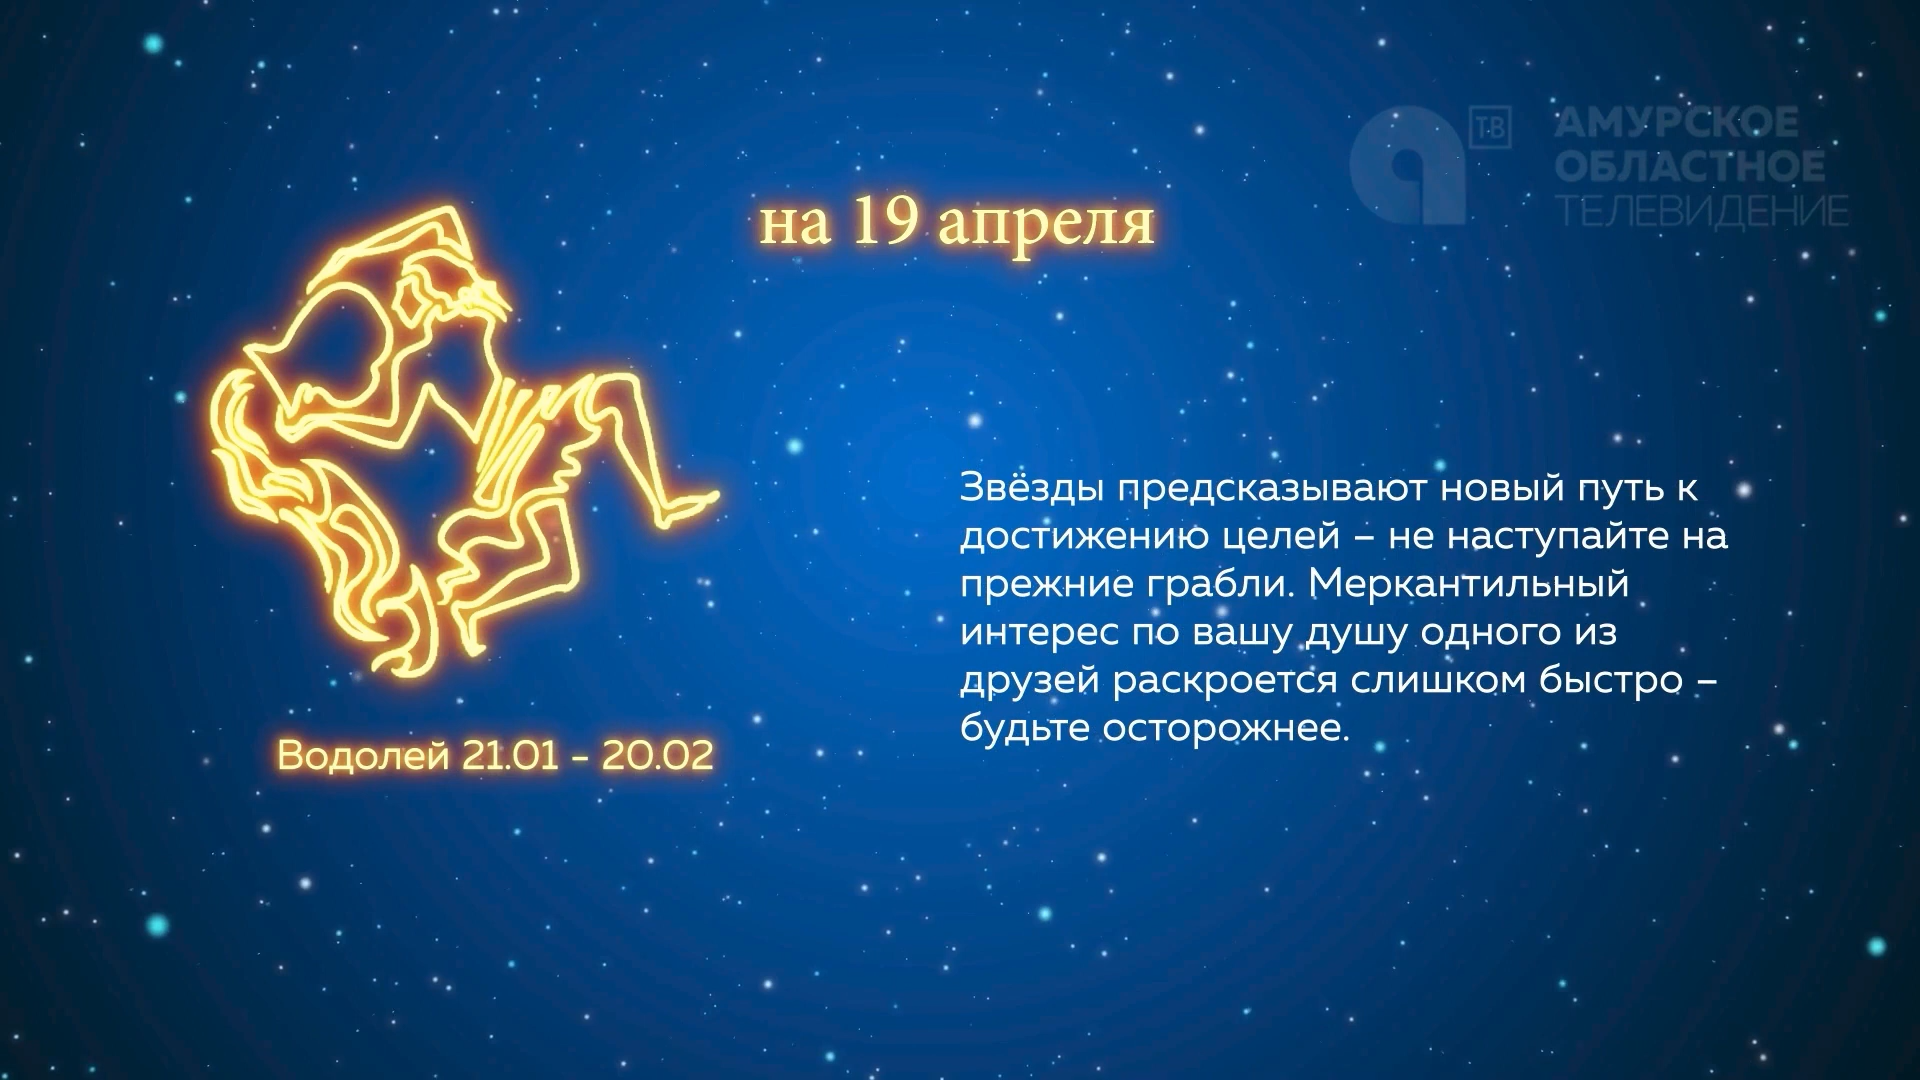 ТВ
АМУРСКОЕ
ОБЛАСТНОЕ
ТЕЛЕВИДЕНИЕ
на 19 апреля
Звёзды предсказывают новый путь к
достижению целей – не наступайте на
прежние грабли. Меркантильный
интерес по вашу душу одного из
друзей раскроется слишком быстро –
будьте осторожнее.
Водолей 21.01 - 20.02